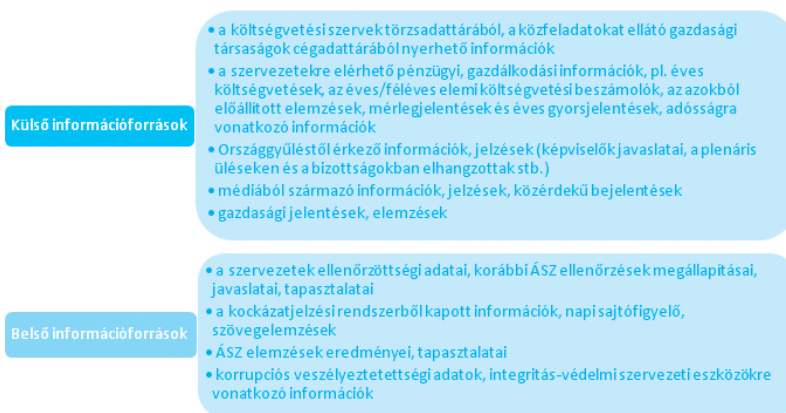 Külső információforrások
• a költségvetési szervek törzsadattárából, a közfeladatokat ellátó gazdasági
társaságok cégadattárából nyerhető információk
• a szervezetekre elérhető pénzügyi, gazdálkodási információk, pl. éves
költségvetések, az éves/féléves elemi költségvetési beszámolók, az azokból
előállított elemzések, mérlegjelentések és éves gyorsjelentések, adósságra
vonatkozó információk
• Országgyűléstől érkező információk, jelzések (képviselők javaslatai, a plenáris
üléseken és a bizottságokban elhangzottak stb.)
• médiából származó információk, jelzések, közérdekű bejelentések
• gazdasági jelentések, elemzések
Belső információforrások
• a szervezetek ellenőrzöttségi adatai, korábbi ÁSZ ellenőrzések megállapításai,
javaslatai, tapasztalatai
• a kockázatjelzési rendszerből kapott információk, napi sajtófigyelő,
szövegelemzések
• ÁSZ elemzések eredményei, tapasztalatai
• korrupciós veszélyeztetettségi adatok, integritás-védelmi szervezeti eszközökre
vonatkozó információk